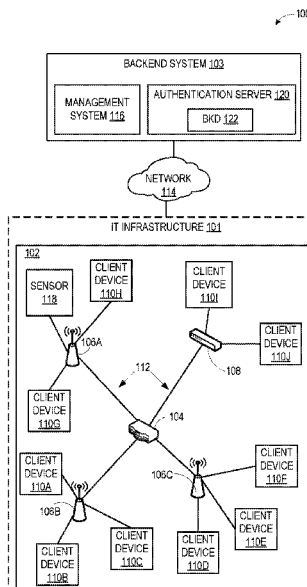 100
BACKEND SYSTEM 103
MANAGEMENT
SYSTEM 116
AUTHENTICATION SERVER 120
BKD 122
NETWORK
114
IT INFRASTRUCTURE 101
102
SENSOR
118
CLIENT
DEVICE
110H
CLIENT
DEVICE
110I
106A
CLIENT
DEVICE
110J
112
108
CLIENT
DEVICE
110G
104
CLIENT
DEVICE
110A
106C
CLIENT
DEVICE
110F
106B
CLIENT
DEVICE
110B
CLIENT
DEVICE
110C
CLIENT
DEVICE
110D
CLIENT
DEVICE
110E